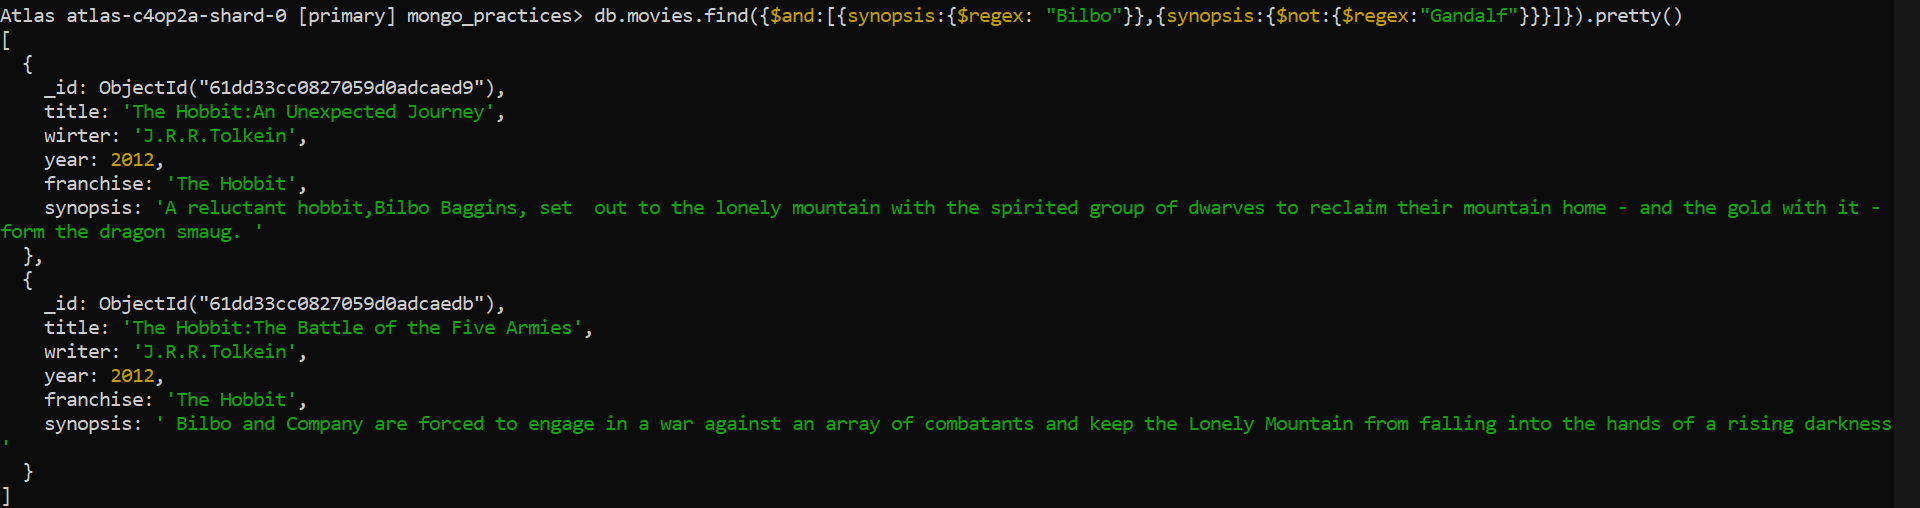 Atlas atlas-c4op2a-shard-0 [primary] mongo_practices> db.movies.find({$and:[{synopsis:{$regex: "Bilbo"}},{synopsis:{$not:{$regex:"Gandalf"}}}]}).pretty()
[
  {
    _id: ObjectId("61dd33cc0827059d0adcaed9"),
    title: 'The Hobbit:An Unexpected Journey',
    wirter: 'J.R.R.Tolkein',
    year: 2012,
    franchise: 'The Hobbit',
    synopsis: 'A reluctant hobbit,Bilbo Baggins, set  out to the lonely mountain with the spirited group of dwarves to reclaim their mountain home - and the gold with it -
form the dragon smaug. '
  },
  {
    _id: ObjectId("61dd33cc0827059d0adcaedb"),
    title: 'The Hobbit:The Battle of the Five Armies',
    writer: 'J.R.R.Tolkein',
    year: 2012,
    franchise: 'The Hobbit',
    synopsis: ' Bilbo and Company are forced to engage in a war against an array of combatants and keep the Lonely Mountain from falling into the hands of a rising darkness
'
  }
]